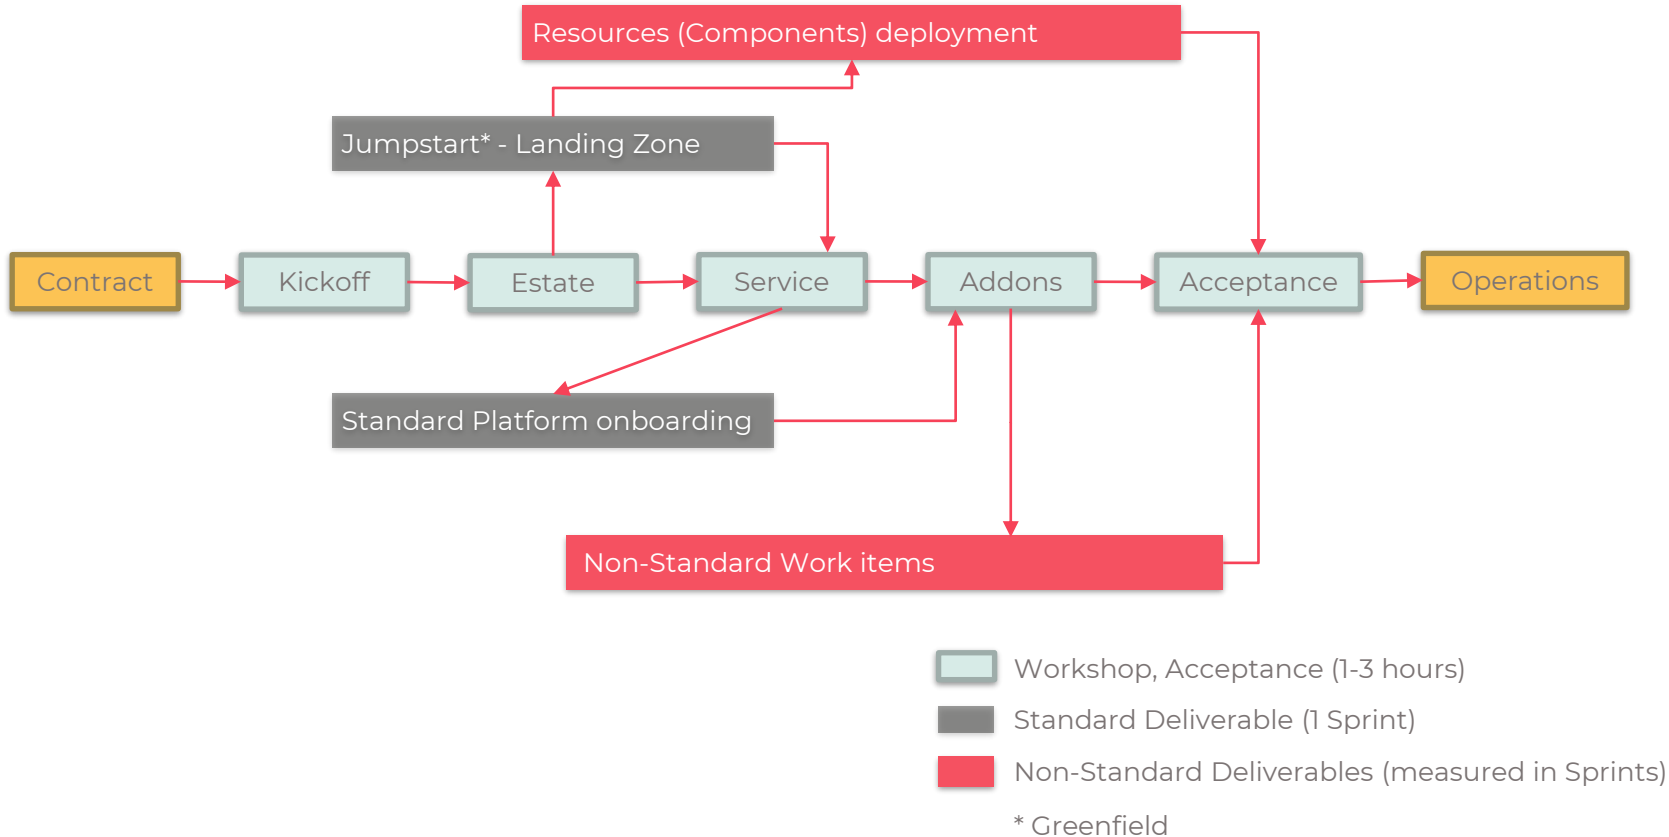 Resources (Components) deployment
Jumpstart* - Landing Zone
Contract
Kickoff
Estate
Service
Addons
Acceptance
Operations
Standard Platform onboarding
Non-Standard Work items
Workshop, Acceptance (1-3 hours)
Standard Deliverable (1 Sprint)
Non-Standard Deliverables (measured in Sprints)
* Greenfield